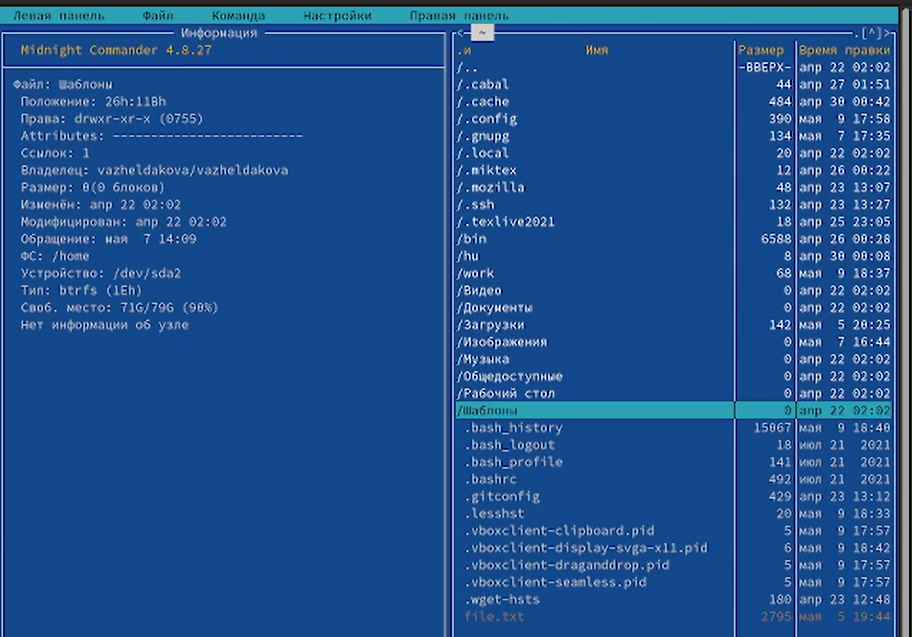 Левая панель Файл Команда Настройки Правая панель
Информация
Midnight Commander 4.8.27
Файл: Шаблоны
Положение: 26h:11Bh
Права: drwxr-xr-x (0755)
Attributes: -------------------------
Ссылок: 1
Владелец: vazheldakova/vazheldakova
Размер: 0(0 блоков)
Изменён: апр 22 02:02
Модифицирован: апр 22 02:02
Обращение: мая 7 14:09
ФС: /home
Устройство: /dev/sda2
Тип: btrfs (1Eh)
Своб. место: 71G/79G (90%)
Нет информации об узле
<─ ~ .[^]>
.и Имя Размер Время правки
/.. -ВВЕРХ- апр 22 02:02
/.cabal 44 апр 27 01:51
/.cache 484 апр 30 00:42
/.config 390 мая 9 17:58
/.gnupg 134 мая 7 17:35
/.local 20 апр 22 02:02
/.miktex 12 апр 26 00:22
/.mozilla 48 апр 23 13:07
/.ssh 132 апр 23 13:27
/.texlive2021 18 апр 25 23:05
/bin 6588 апр 26 00:28
/hu 8 апр 30 00:08
/work 68 мая 9 18:37
/Видео 0 апр 22 02:02
/Документы 0 апр 22 02:02
/Загрузки 142 мая 5 20:25
/Изображения 0 мая 7 16:44
/Музыка 0 апр 22 02:02
/Общедоступные 0 апр 22 02:02
/Рабочий стол 0 апр 22 02:02
/Шаблоны 0 апр 22 02:02
.bash_history 15067 мая 9 18:40
.bash_logout 18 июл 21 2021
.bash_profile 141 июл 21 2021
.bashrc 492 июл 21 2021
.gitconfig 429 апр 23 13:12
.lesshst 20 мая 9 18:33
.vboxclient-clipboard.pid 5 мая 9 17:57
.vboxclient-display-svga-x11.pid 6 мая 9 18:42
.vboxclient-draganddrop.pid 5 мая 9 17:57
.vboxclient-seamless.pid 5 мая 9 17:57
.wget-hsts 180 апр 23 12:48
file.txt 2795 мая 5 19:44